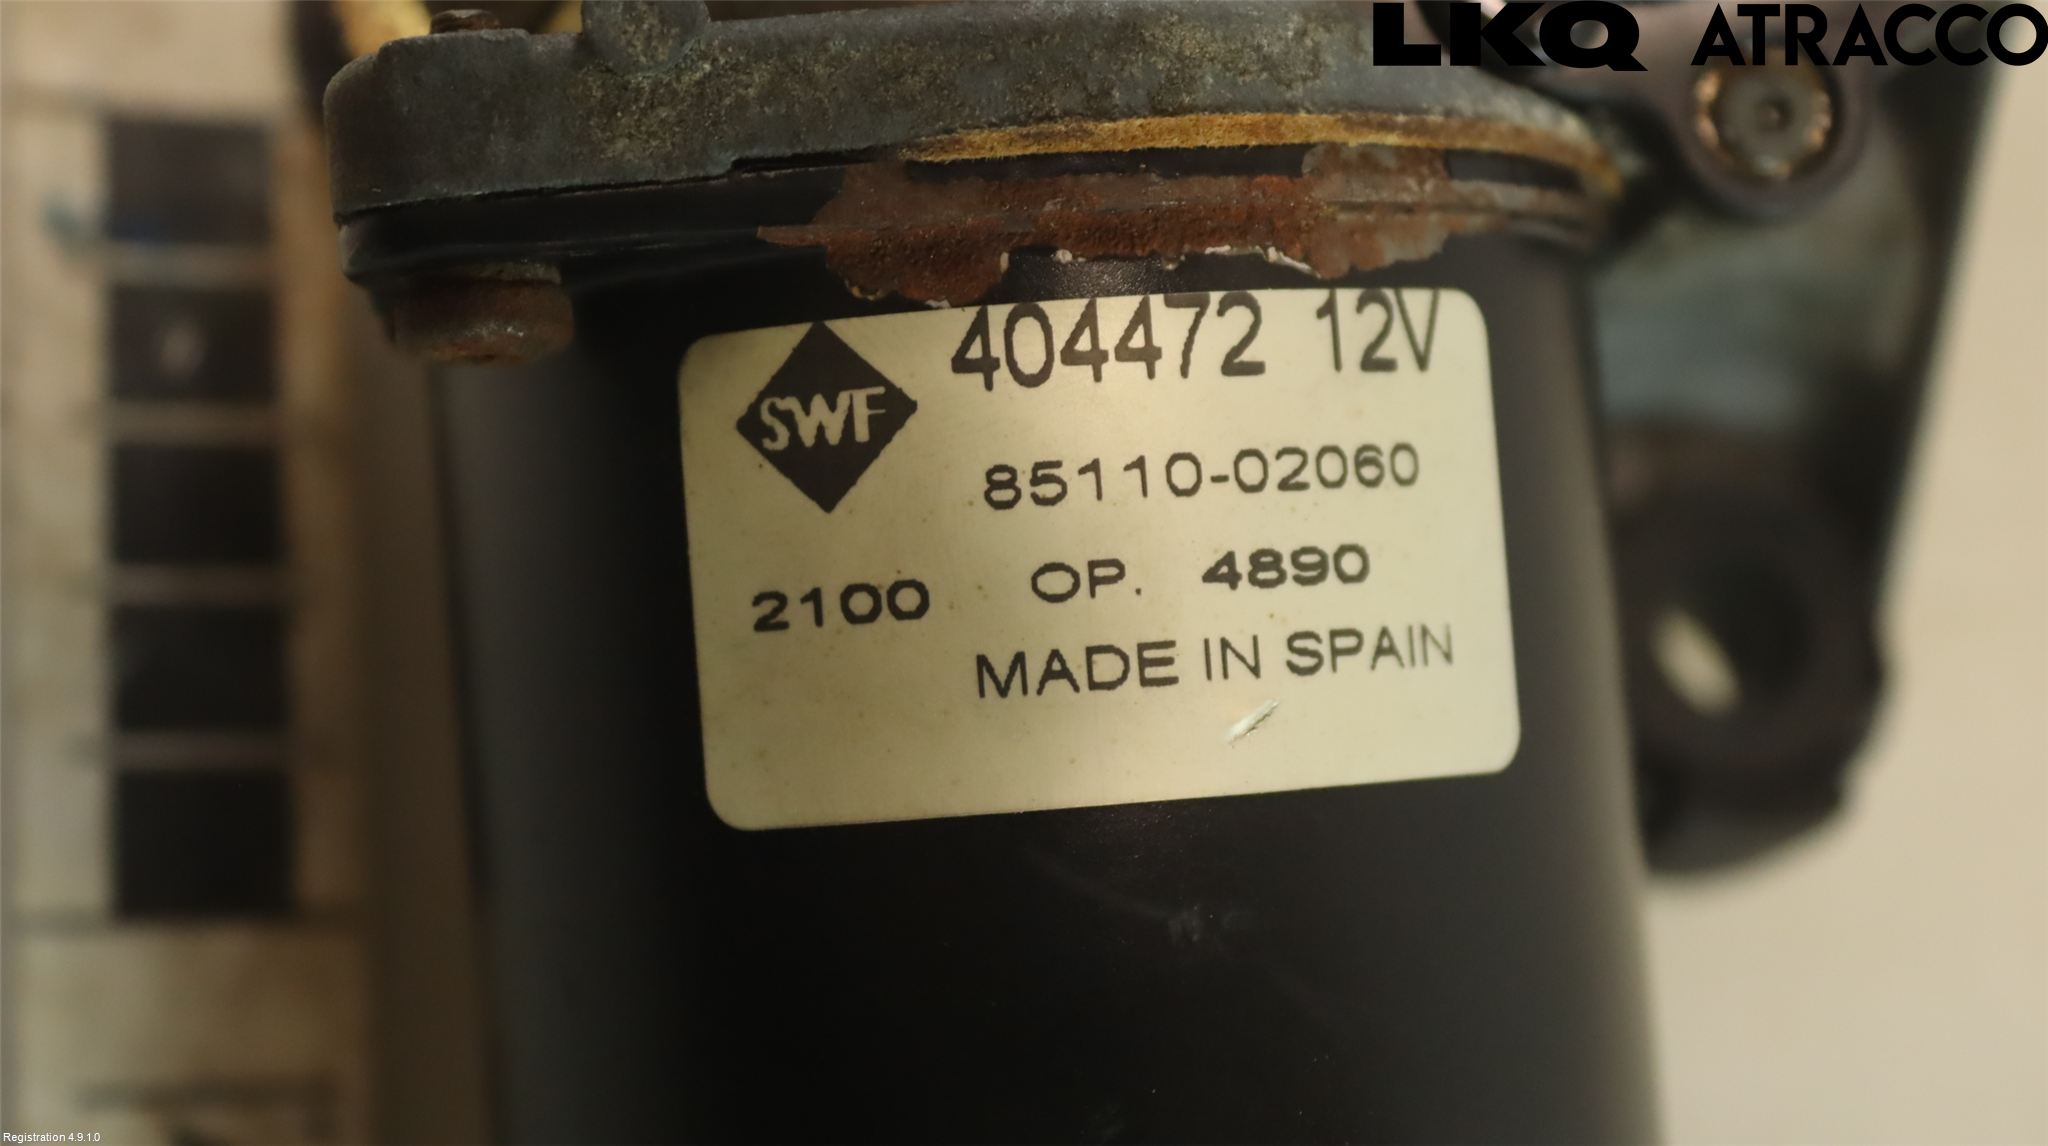 LKQ ATRACCO
404472 12V
SWF
85110-02060
2100 OP. 4890
MADE IN SPAIN
Registration 4.9.1.0